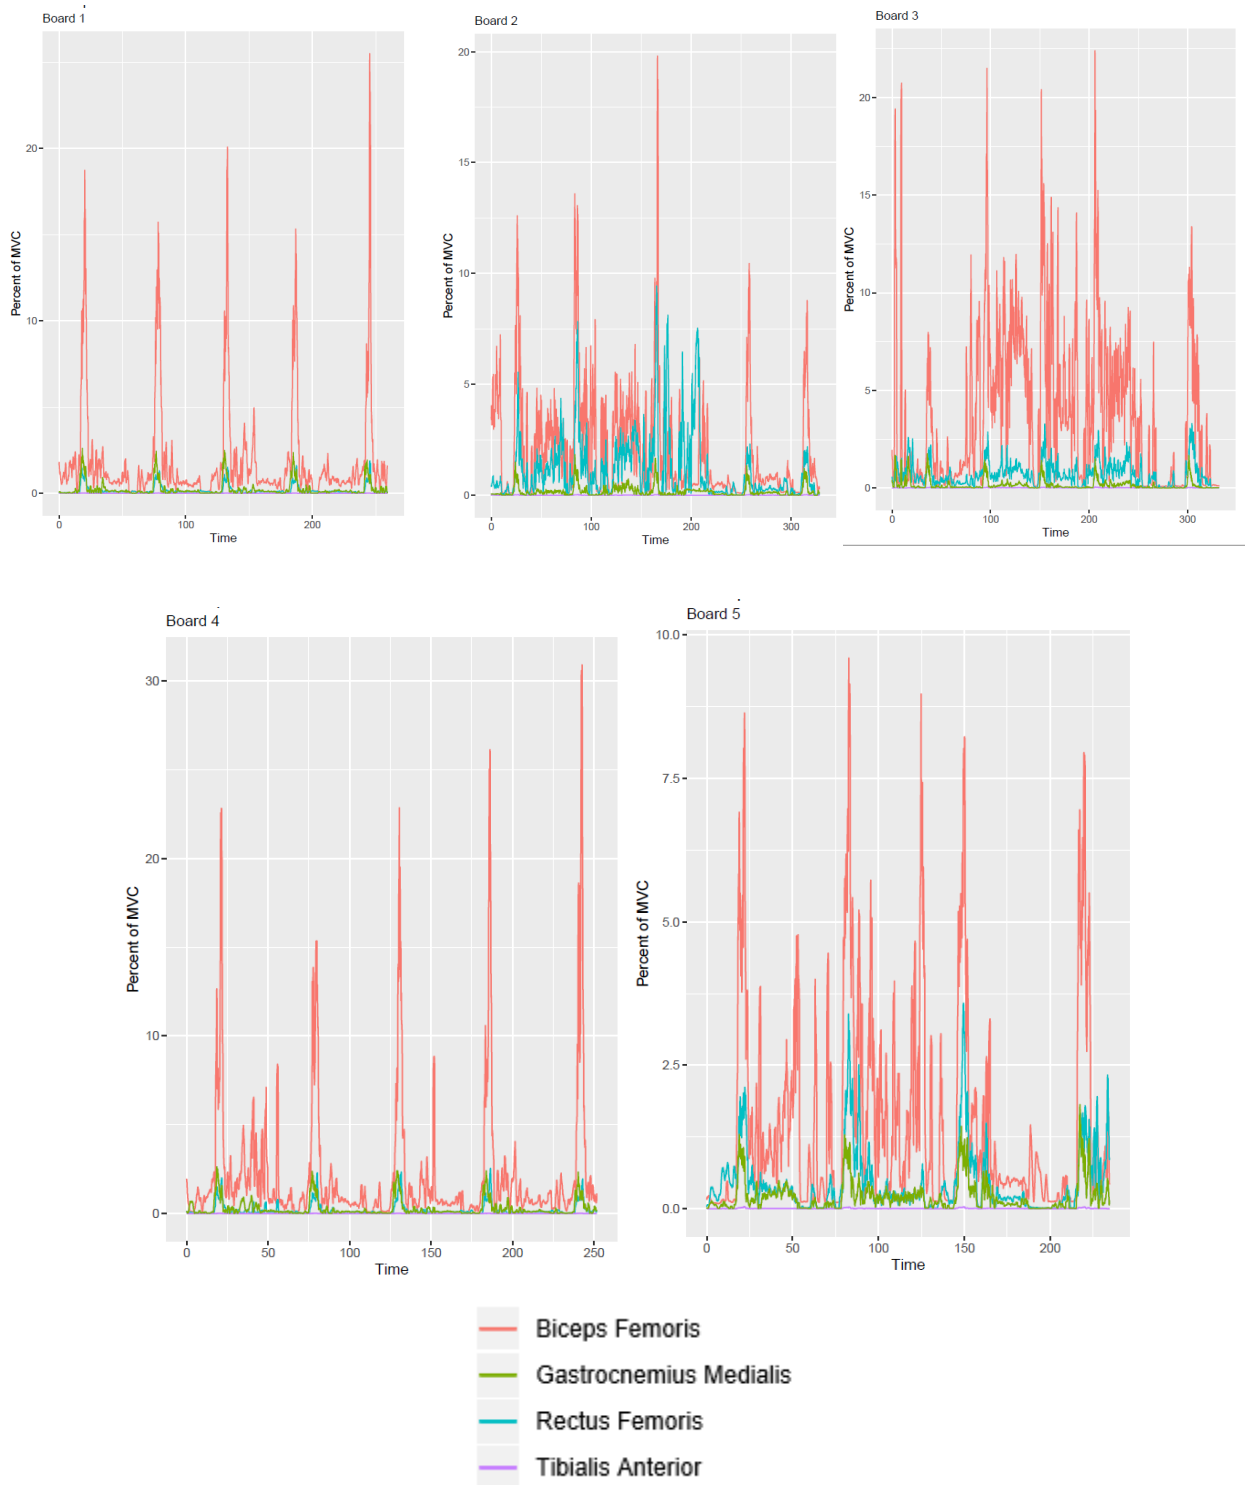 Board 1
Percent of MVC
20
10
0
0
100
200
Time
Board 2
Percent of MVC
20
15
10
5
0
0
100
200
300
Time
Board 3
Percent of MVC
20
15
10
5
0
0
100
200
300
Time
Board 4
Percent of MVC
30
20
10
0
0
50
100
150
200
250
Time
Board 5
Percent of MVC
10.0
7.5
5.0
2.5
0.0
0
50
100
150
200
Time
Biceps Femoris
Gastrocnemius Medialis
Rectus Femoris
Tibialis Anterior